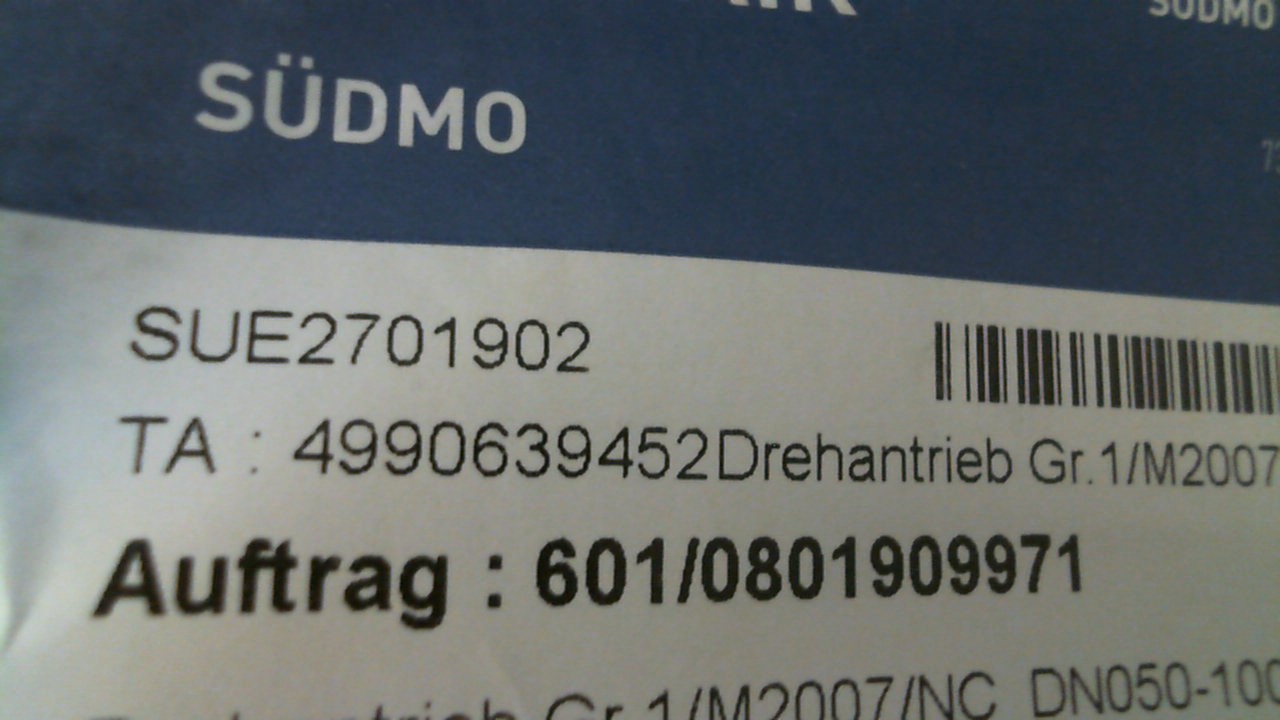 SÜDMO
SÜDMO
SUE2701902
TA : 4990639452Drehantrieb Gr.1/M2007
Auftrag : 601/0801909971
Gr.1/M2007/NC DN050-100